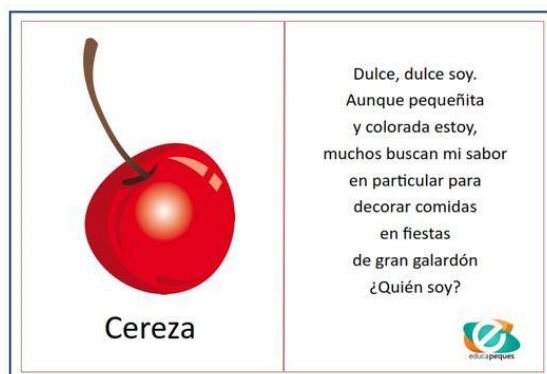 Cereza
Dulce, dulce soy.
Aunque pequeñita
y colorada estoy,
muchos buscan mi sabor
en particular para
decorar comidas
en fiestas
de gran galardón
¿Quién soy?
e
educapeques